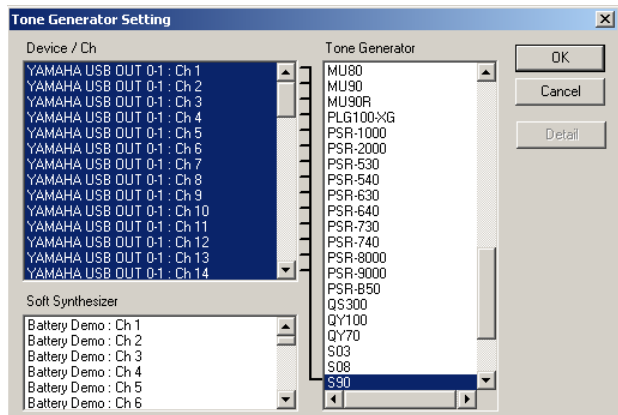 Tone Generator Setting
Device / Ch
YAMAHA USB OUT 0-1 : Ch 1
YAMAHA USB OUT 0-1 : Ch 2
YAMAHA USB OUT 0-1 : Ch 3
YAMAHA USB OUT 0-1 : Ch 4
YAMAHA USB OUT 0-1 : Ch 5
YAMAHA USB OUT 0-1 : Ch 6
YAMAHA USB OUT 0-1 : Ch 7
YAMAHA USB OUT 0-1 : Ch 8
YAMAHA USB OUT 0-1 : Ch 9
YAMAHA USB OUT 0-1 : Ch 10
YAMAHA USB OUT 0-1 : Ch 11
YAMAHA USB OUT 0-1 : Ch 12
YAMAHA USB OUT 0-1 : Ch 13
YAMAHA USB OUT 0-1 : Ch 14
Soft Synthesizer
Battery Demo : Ch 1
Battery Demo : Ch 2
Battery Demo : Ch 3
Battery Demo : Ch 4
Battery Demo : Ch 5
Battery Demo : Ch 6
Tone Generator
MU80
MU90
MU90R
PLG100-XG
PSR-1000
PSR-2000
PSR-530
PSR-540
PSR-630
PSR-640
PSR-730
PSR-740
PSR-8000
PSR-9000
PSR-B50
QS300
QY100
QY70
S03
S08
S90
OK
Cancel
Detail